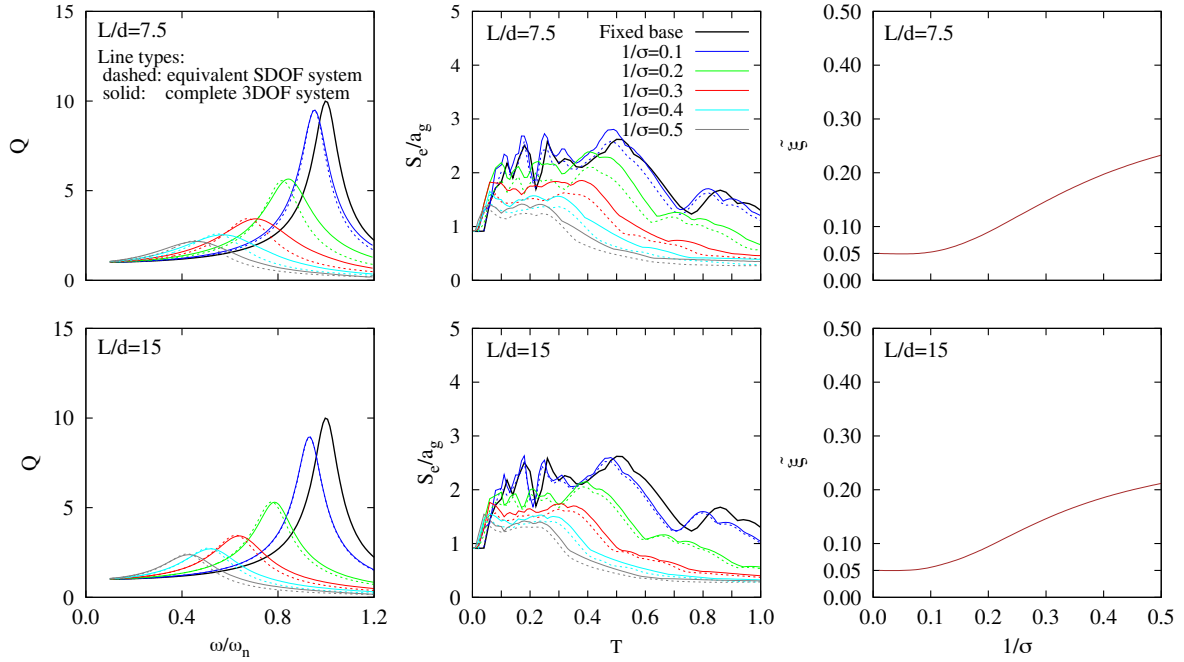 15
10
5
0
Q
L/d=7.5
Line types:
dashed: equivalent SDOF system
solid: complete 3DOF system
5
4
3
2
1
0
S_e/a_g
L/d=7.5
Fixed base
1/σ=0.1
1/σ=0.2
1/σ=0.3
1/σ=0.4
1/σ=0.5
0.50
0.40
0.30
0.20
0.10
0.05
0.00
ξ̃
L/d=7.5
15
10
5
0
Q
L/d=15
0.0 0.4 0.8 1.2
ω/ω_n
5
4
3
2
1
0
S_e/a_g
L/d=15
0.0 0.2 0.4 0.6 0.8 1.0
T
0.50
0.40
0.30
0.20
0.10
0.05
0.00
ξ̃
L/d=15
0.0 0.1 0.2 0.3 0.4 0.5
1/σ